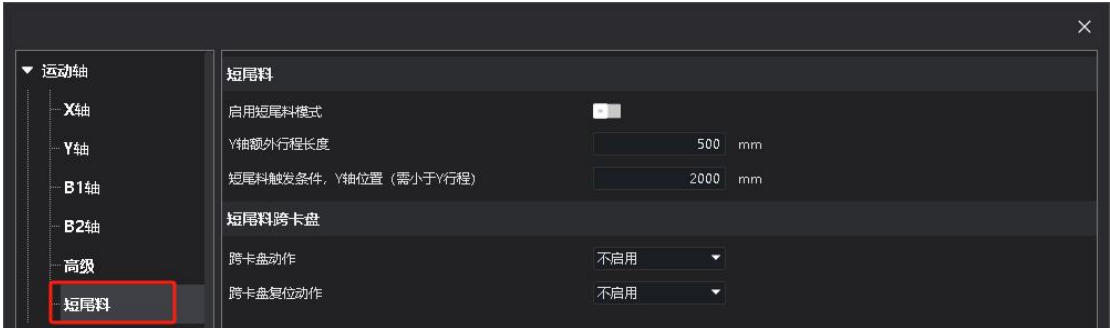 运动轴
X轴
Y轴
B1轴
B2轴
高级
短尾料
短尾料
启用短尾料模式
Y轴额外行程长度 500 mm
短尾料触发条件，Y轴位置（需小于Y行程） 2000 mm
短尾料跨卡盘
跨卡盘动作 不启用
跨卡盘复位动作 不启用